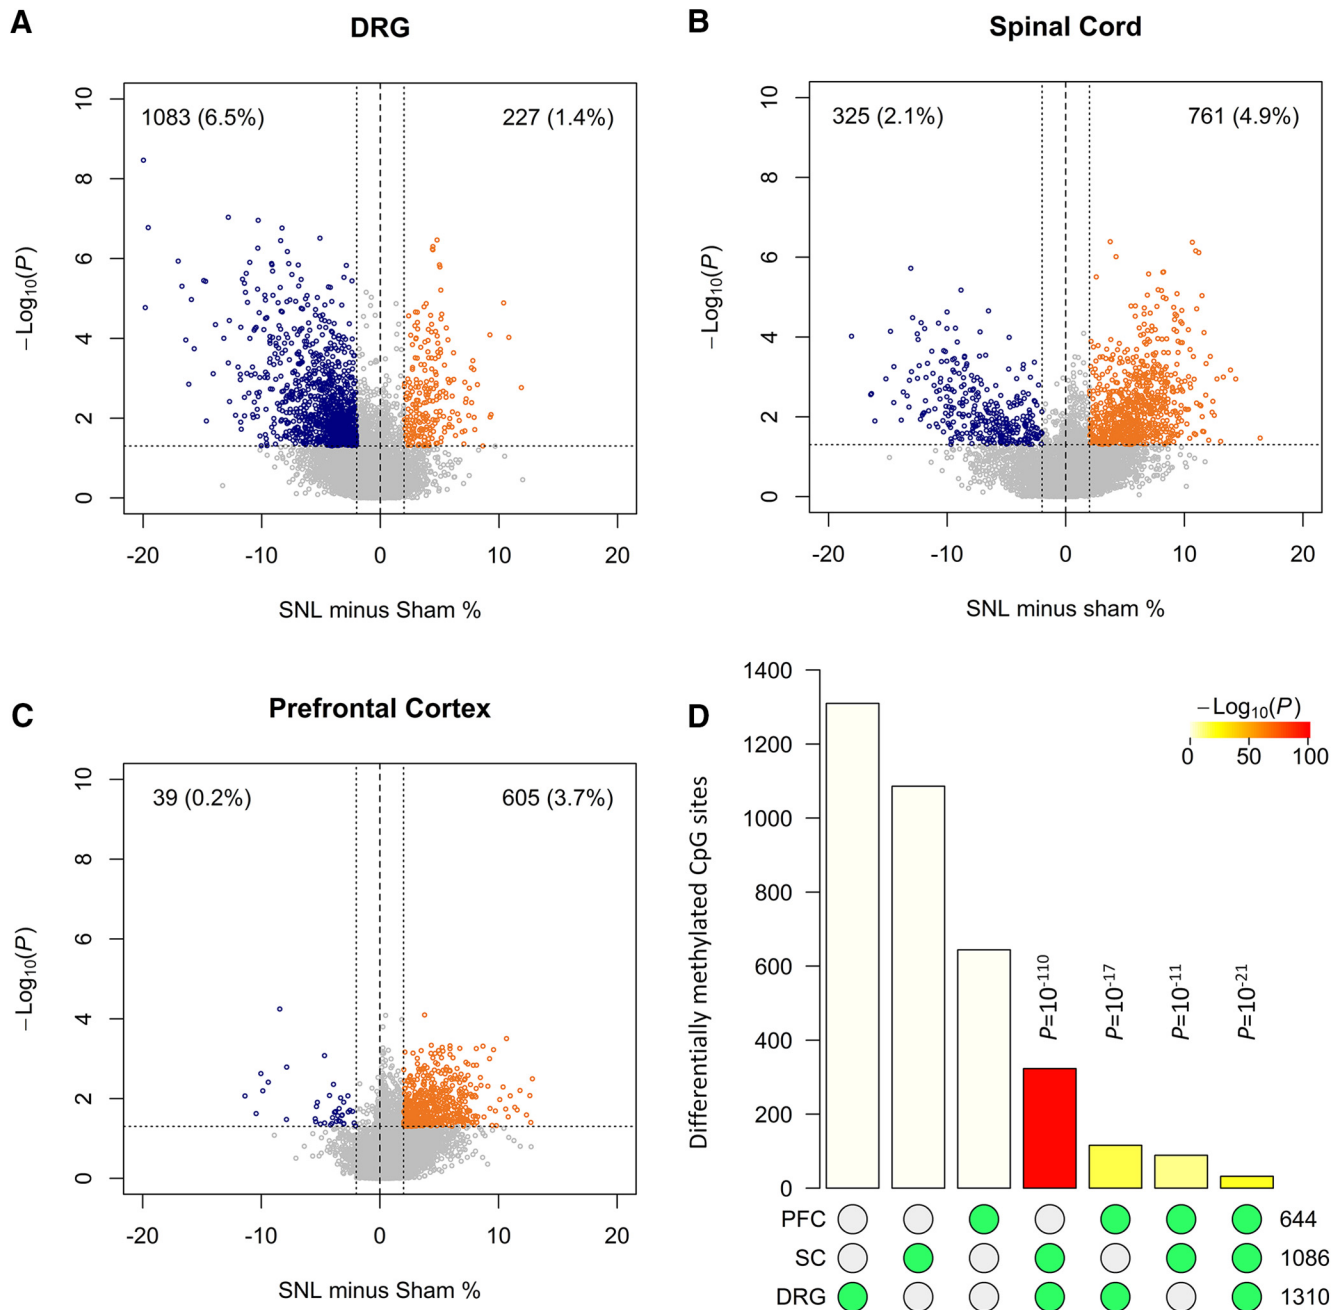 A
DRG
1083 (6.5%)
227 (1.4%)
10
8
6
4
2
0
−Log10(P)
-20 -10 0 10 20
SNL minus Sham %
B
Spinal Cord
325 (2.1%)
761 (4.9%)
10
8
6
4
2
0
−Log10(P)
-20 -10 0 10 20
SNL minus sham %
C
Prefrontal Cortex
39 (0.2%)
605 (3.7%)
10
8
6
4
2
0
−Log10(P)
-20 -10 0 10 20
SNL minus Sham %
D
−Log10(P)
0 50 100
Differentially methylated CpG sites
1400
1200
1000
800
600
400
200
0
P=10-110
P=10-17
P=10-11
P=10-21
PFC 644
SC 1086
DRG 1310